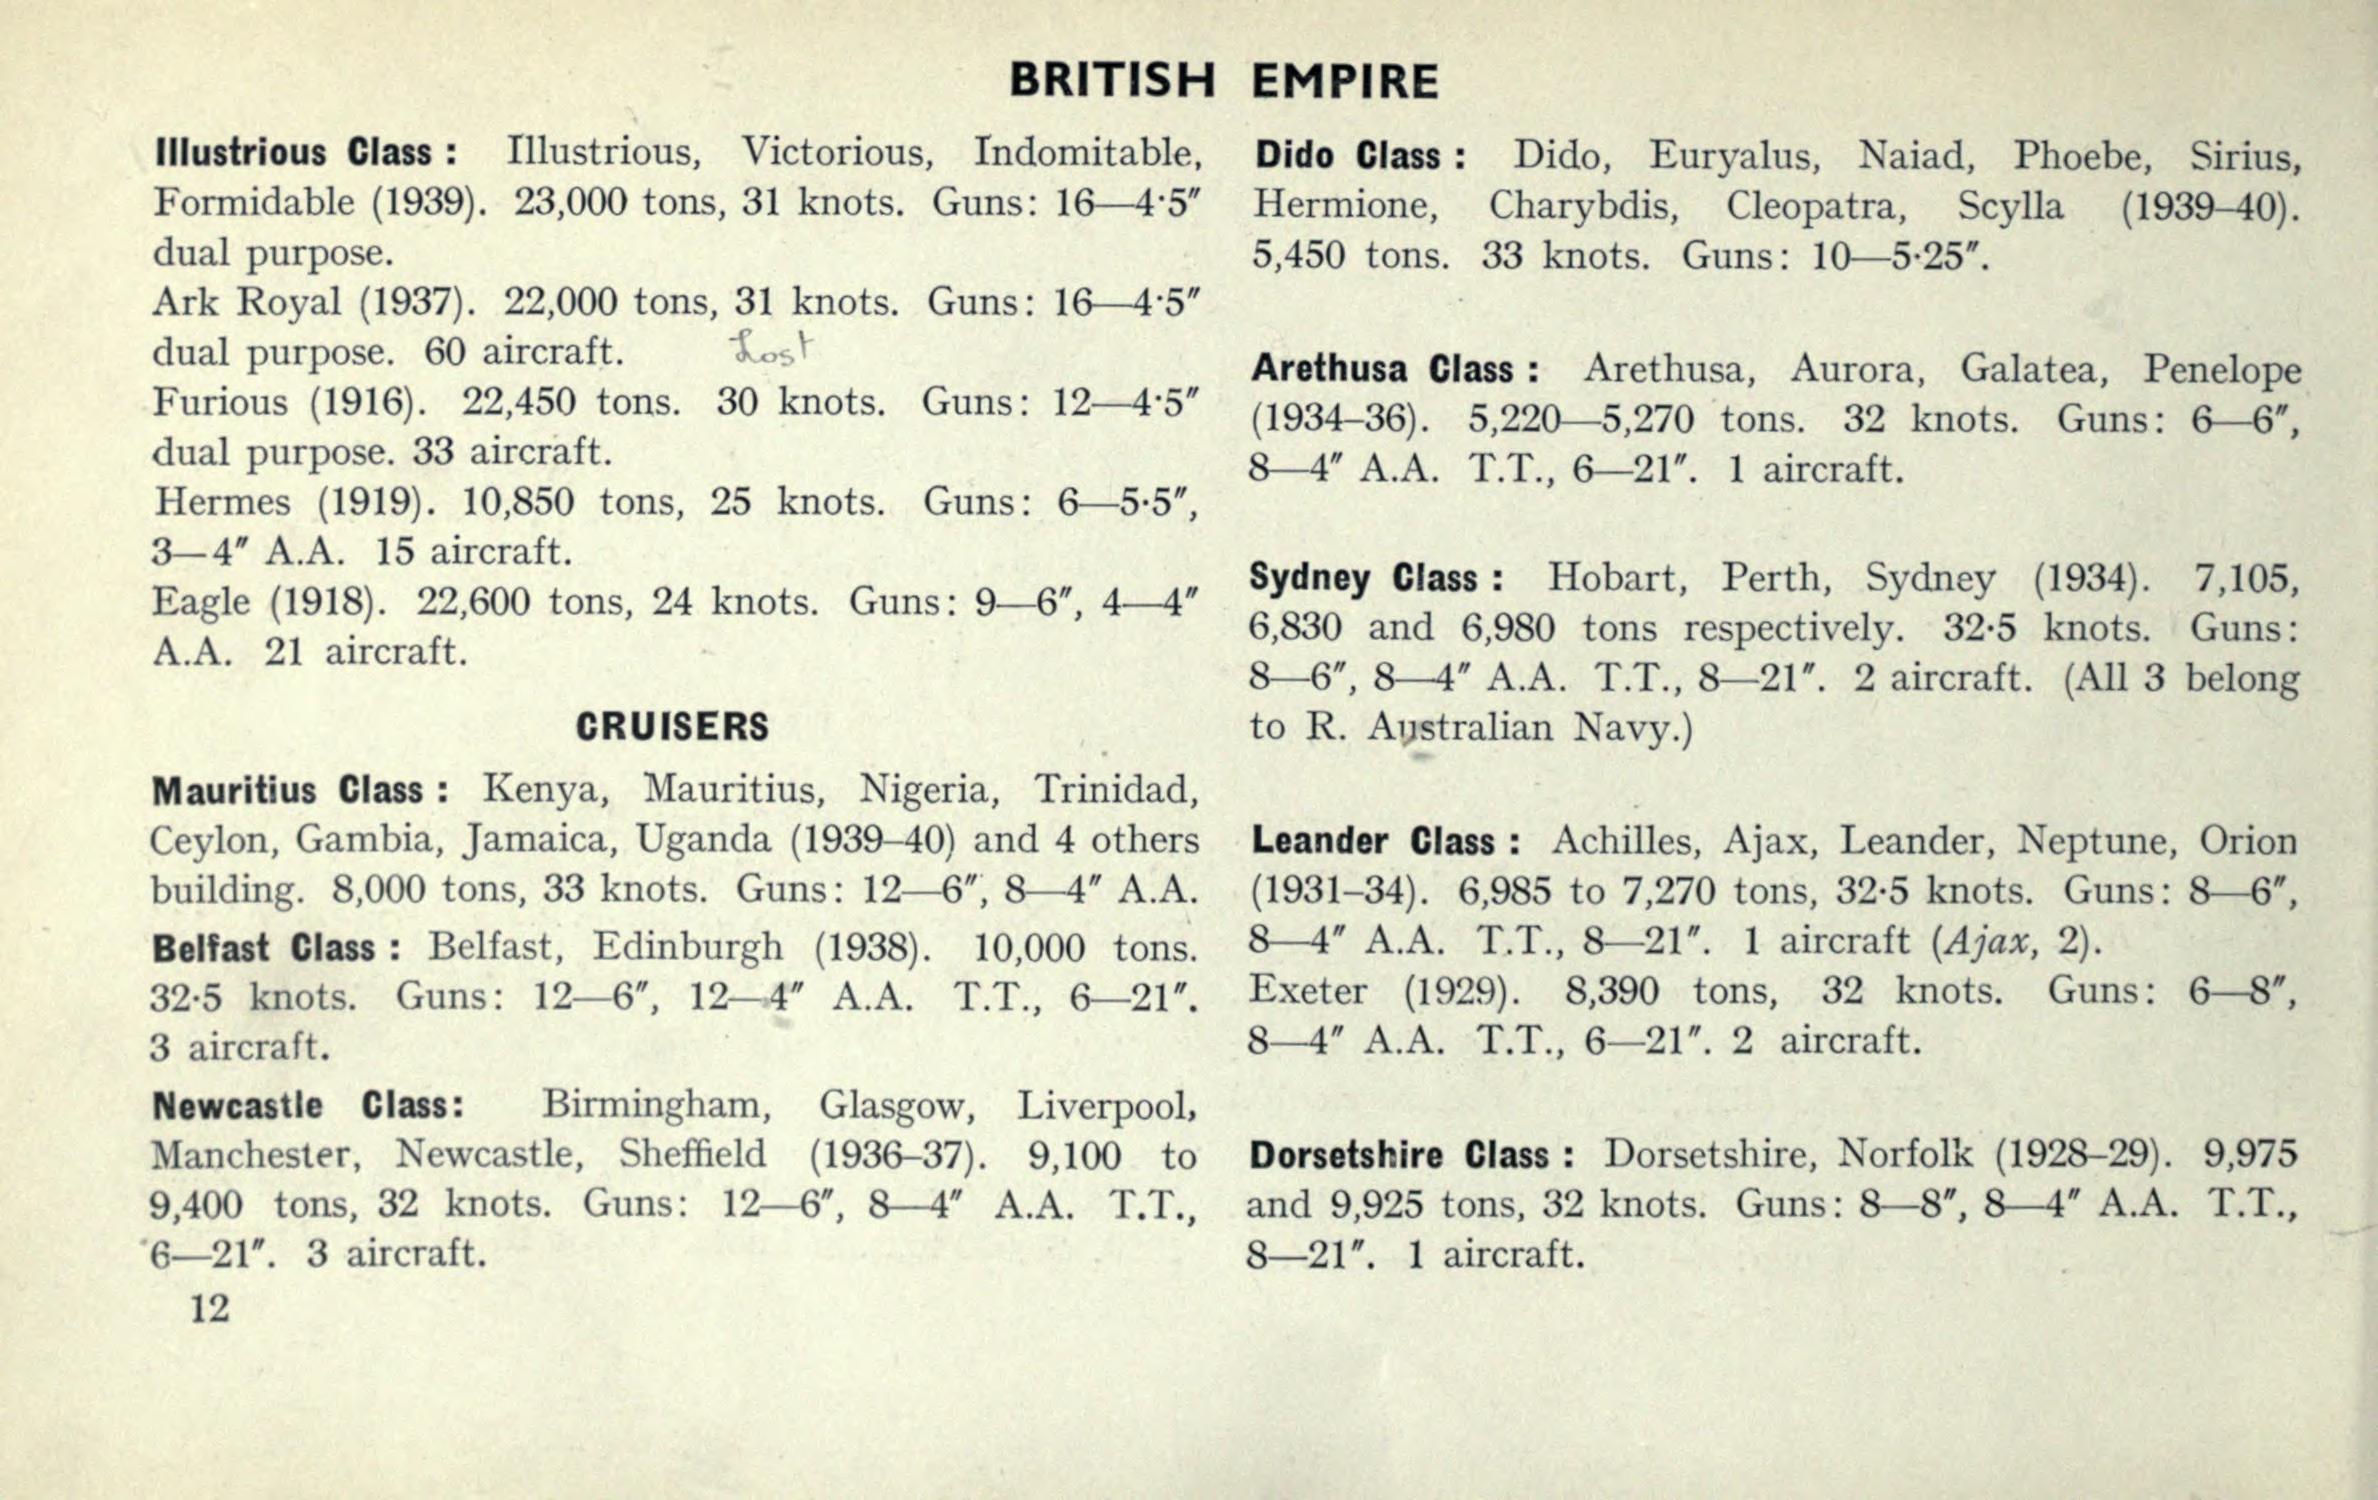 BRITISH EMPIRE
Illustrious Class : Illustrious, Victorious, Indomitable,
Formidable (1939). 23,000 tons, 31 knots. Guns: 16—4·5″
dual purpose.
Ark Royal (1937). 22,000 tons, 31 knots. Guns: 16—4·5″
dual purpose. 60 aircraft. Lost
Furious (1916). 22,450 tons. 30 knots. Guns: 12—4·5″
dual purpose. 33 aircraft.
Hermes (1919). 10,850 tons, 25 knots. Guns: 6—5·5″,
3—4″ A.A. 15 aircraft.
Eagle (1918). 22,600 tons, 24 knots. Guns: 9—6″, 4—4″
A.A. 21 aircraft.
CRUISERS
Mauritius Class : Kenya, Mauritius, Nigeria, Trinidad,
Ceylon, Gambia, Jamaica, Uganda (1939–40) and 4 others
building. 8,000 tons, 33 knots. Guns: 12—6″, 8—4″ A.A.
Belfast Class : Belfast, Edinburgh (1938). 10,000 tons.
32·5 knots. Guns: 12—6″, 12—4″ A.A. T.T., 6—21″.
3 aircraft.
Newcastle Class: Birmingham, Glasgow, Liverpool,
Manchester, Newcastle, Sheffield (1936–37). 9,100 to
9,400 tons, 32 knots. Guns: 12—6″, 8—4″ A.A. T.T.,
6—21″. 3 aircraft.
12
Dido Class : Dido, Euryalus, Naiad, Phoebe, Sirius,
Hermione, Charybdis, Cleopatra, Scylla (1939–40).
5,450 tons. 33 knots. Guns: 10—5·25″.
Arethusa Class : Arethusa, Aurora, Galatea, Penelope
(1934–36). 5,220—5,270 tons. 32 knots. Guns: 6—6″,
8—4″ A.A. T.T., 6—21″. 1 aircraft.
Sydney Class : Hobart, Perth, Sydney (1934). 7,105,
6,830 and 6,980 tons respectively. 32·5 knots. Guns:
8—6″, 8—4″ A.A. T.T., 8—21″. 2 aircraft. (All 3 belong
to R. Australian Navy.)
Leander Class : Achilles, Ajax, Leander, Neptune, Orion
(1931–34). 6,985 to 7,270 tons, 32·5 knots. Guns: 8—6″,
8—4″ A.A. T.T., 8—21″. 1 aircraft (Ajax, 2).
Exeter (1929). 8,390 tons, 32 knots. Guns: 6—8″,
8—4″ A.A. T.T., 6—21″. 2 aircraft.
Dorsetshire Class : Dorsetshire, Norfolk (1928–29). 9,975
and 9,925 tons, 32 knots. Guns: 8—8″, 8—4″ A.A. T.T.,
8—21″. 1 aircraft.